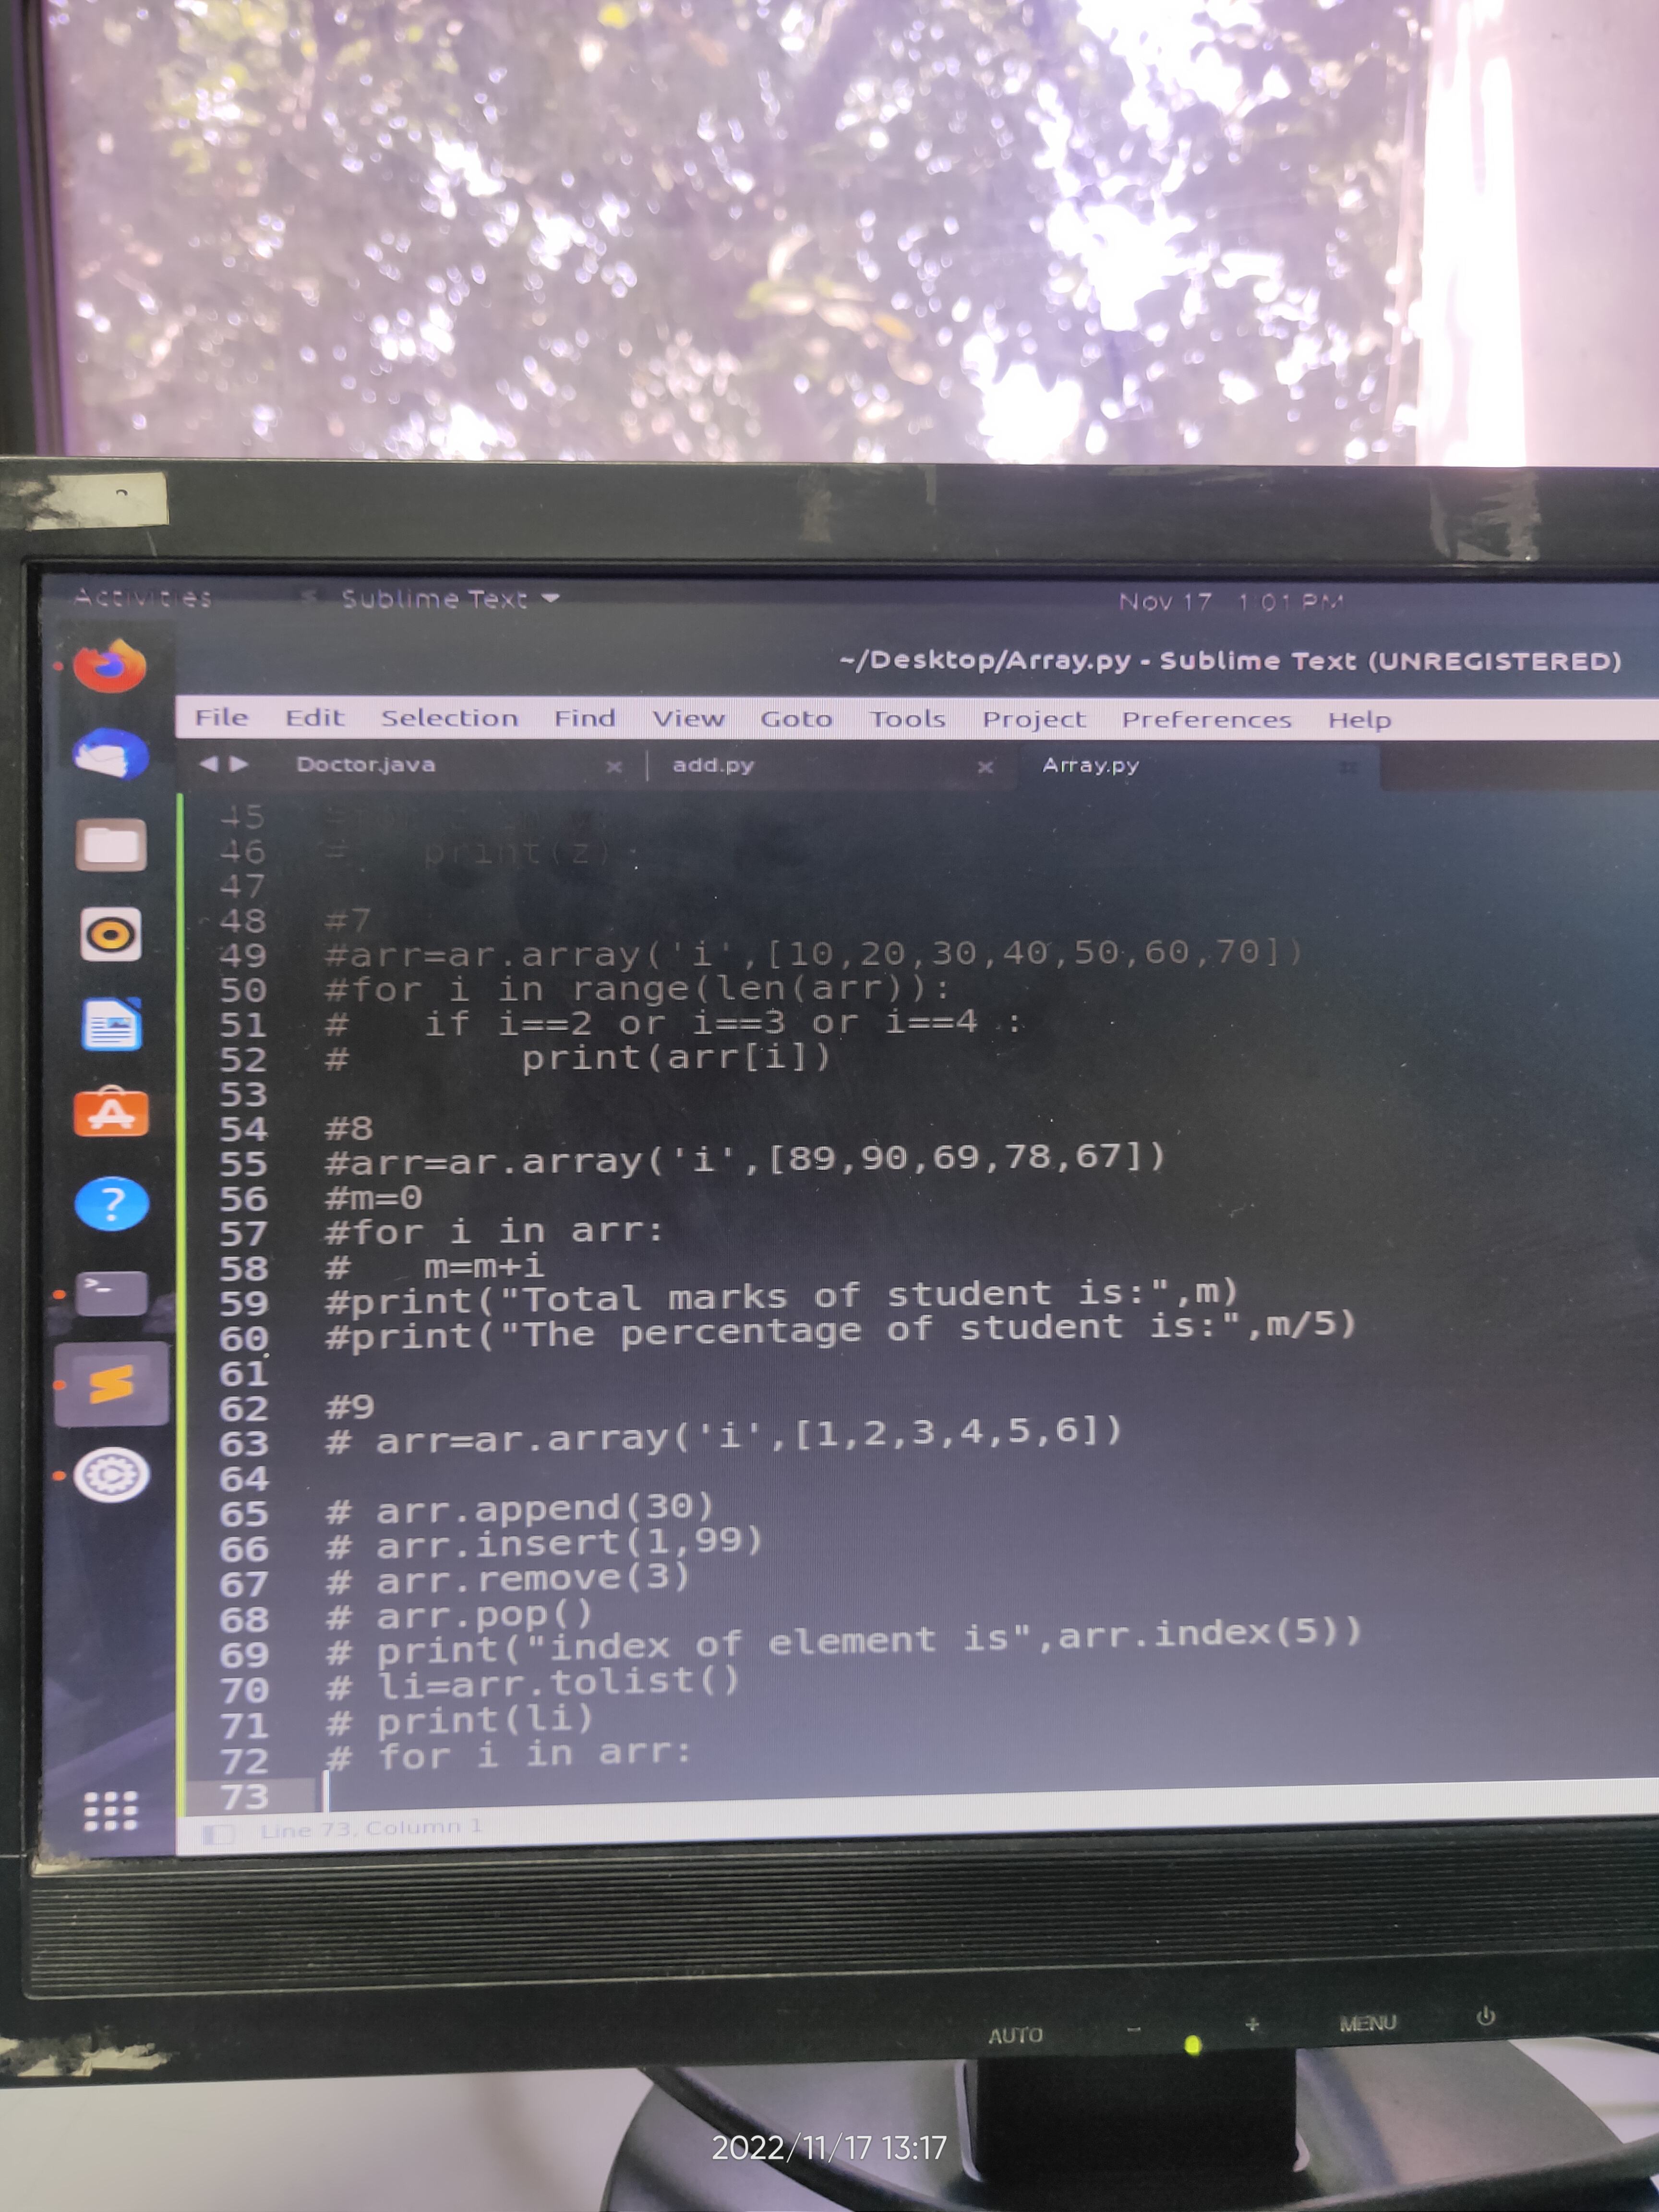 Activities Sublime Text Nov 17 1:01 PM
~/Desktop/Array.py - Sublime Text (UNREGISTERED)
File Edit Selection Find View Goto Tools Project Preferences Help
Doctor.java × add.py × Array.py
45
46 # print(z)
47
48 #7
49 #arr=ar.array('i',[10,20,30,40,50,60,70])
50 #for i in range(len(arr)):
51 # if i==2 or i==3 or i==4 :
52 # print(arr[i])
53
54 #8
55 #arr=ar.array('i',[89,90,69,78,67])
56 #m=0
57 #for i in arr:
58 # m=m+i
59 #print("Total marks of student is:",m)
60 #print("The percentage of student is:",m/5)
61
62 #9
63 # arr=ar.array('i',[1,2,3,4,5,6])
64
65 # arr.append(30)
66 # arr.insert(1,99)
67 # arr.remove(3)
68 # arr.pop()
69 # print("index of element is",arr.index(5))
70 # li=arr.tolist()
71 # print(li)
72 # for i in arr:
73
Line 73, Column 1
AUTO - + MENU
2022/11/17 13:17